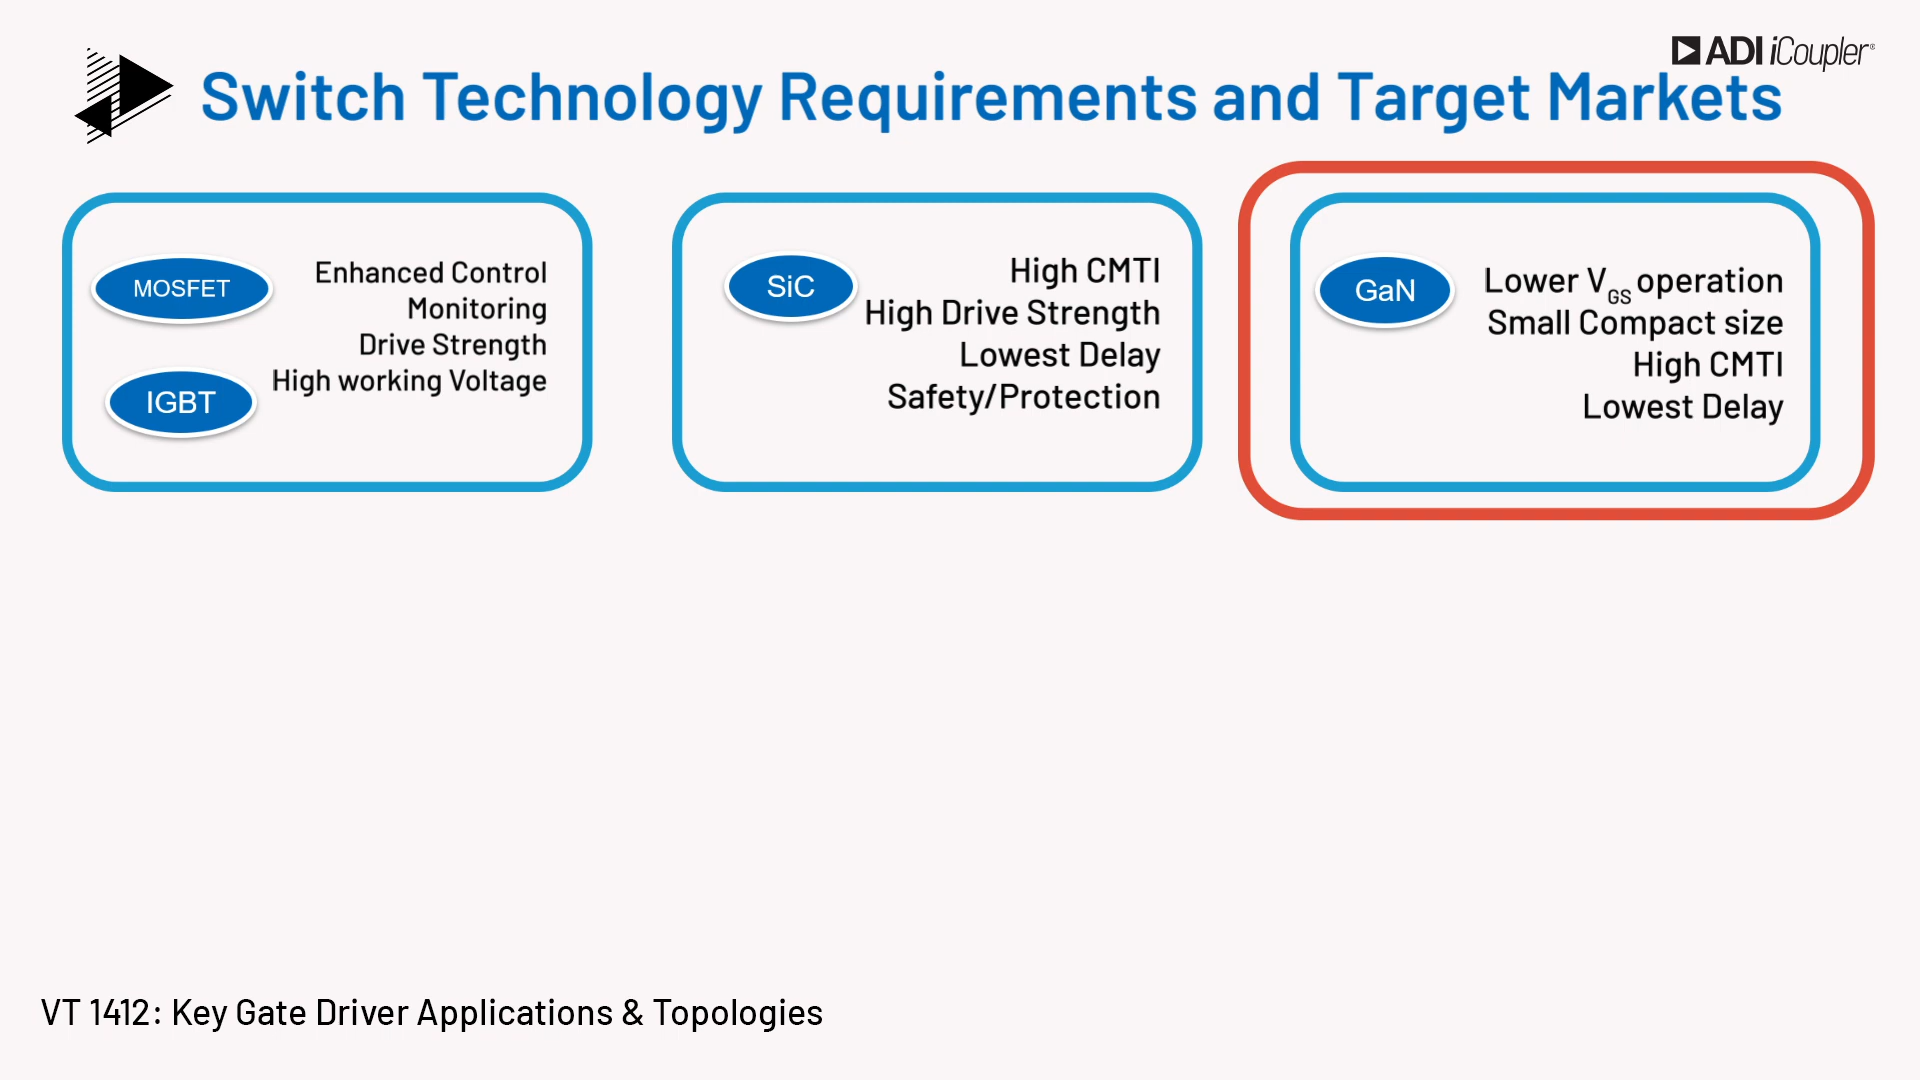 ADI iCoupler®
Switch Technology Requirements and Target Markets
MOSFET
IGBT
Enhanced Control
Monitoring
Drive Strength
High working Voltage
SiC
High CMTI
High Drive Strength
Lowest Delay
Safety/Protection
GaN
Lower VGS operation
Small Compact size
High CMTI
Lowest Delay
VT 1412: Key Gate Driver Applications & Topologies